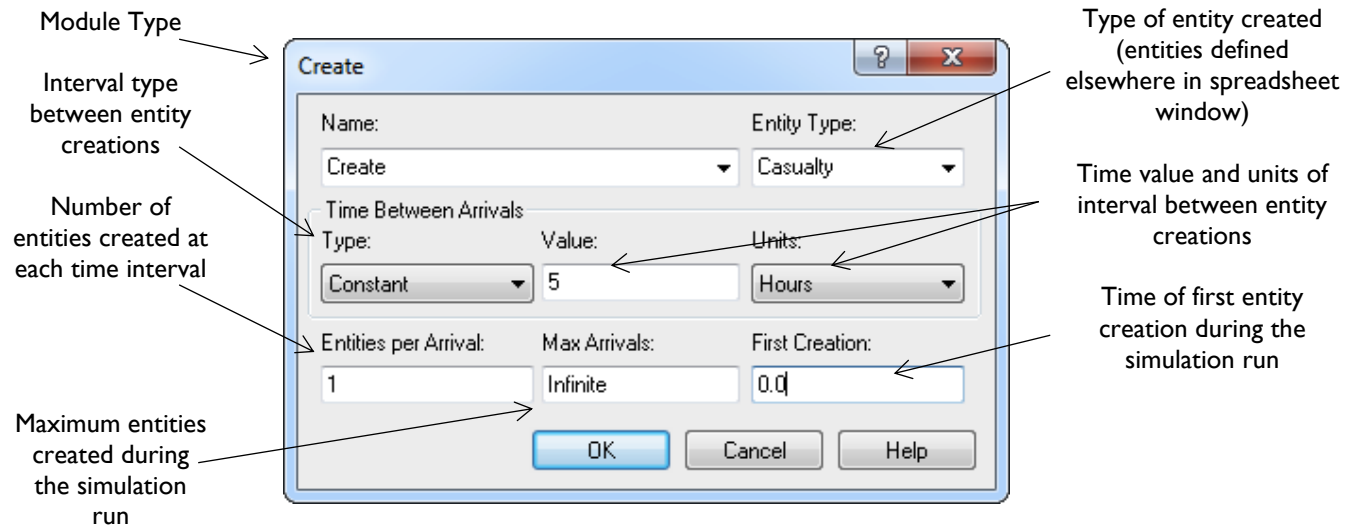 Module Type
Interval type
between entity
creations
Number of
entities created at
each time interval
Maximum entities
created during
the simulation
run
Create
?
x
Name:
Entity Type:
Create
Casualty
Time Between Arrivals
Type:
Value:
Units:
Constant
5
Hours
Entities per Arrival:
Max Arrivals:
First Creation:
1
Infinite
0.0
OK
Cancel
Help
Type of entity created
(entities defined
elsewhere in spreadsheet
window)
Time value and units of
interval between entity
creations
Time of first entity
creation during the
simulation run